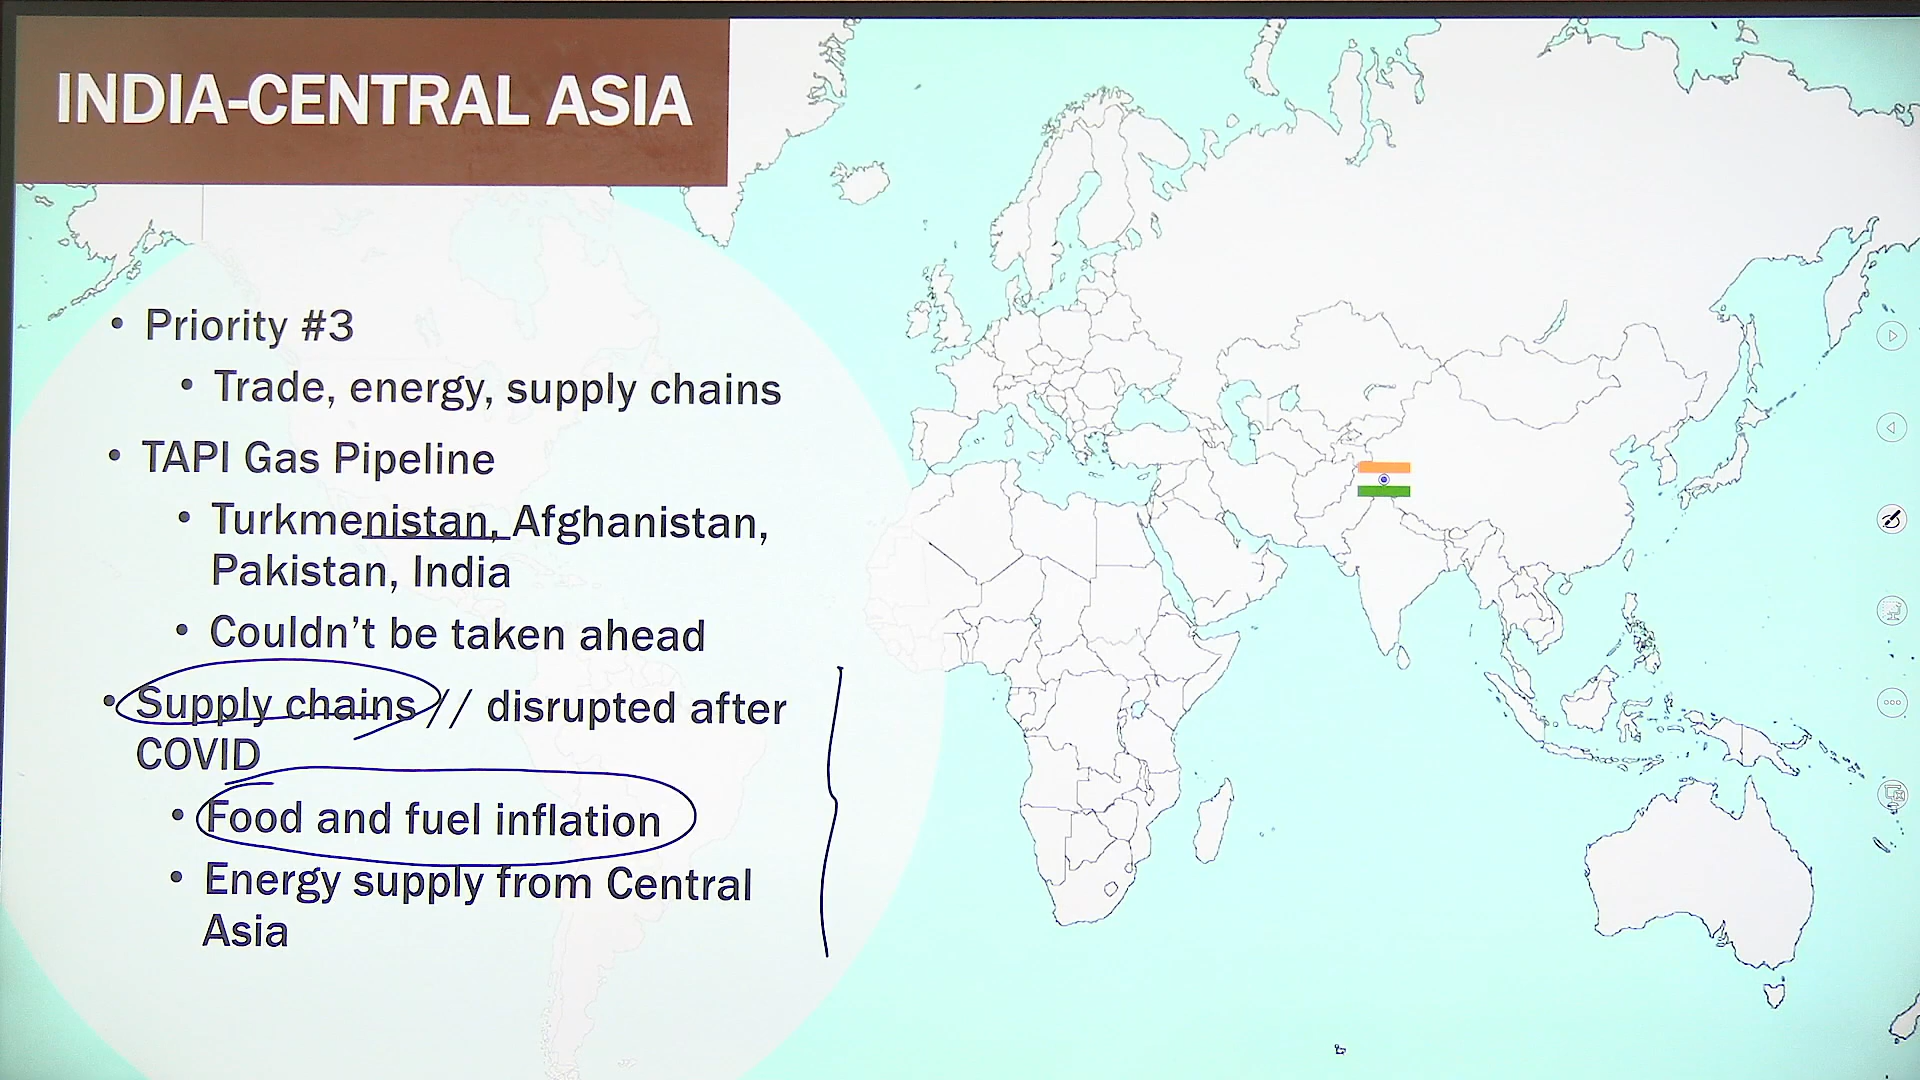 INDIA-CENTRAL ASIA
• Priority #3
• Trade, energy, supply chains
• TAPI Gas Pipeline
• Turkmenistan, Afghanistan,
Pakistan, India
• Couldn't be taken ahead
• Supply chains // disrupted after
COVID
• Food and fuel inflation
• Energy supply from Central
Asia